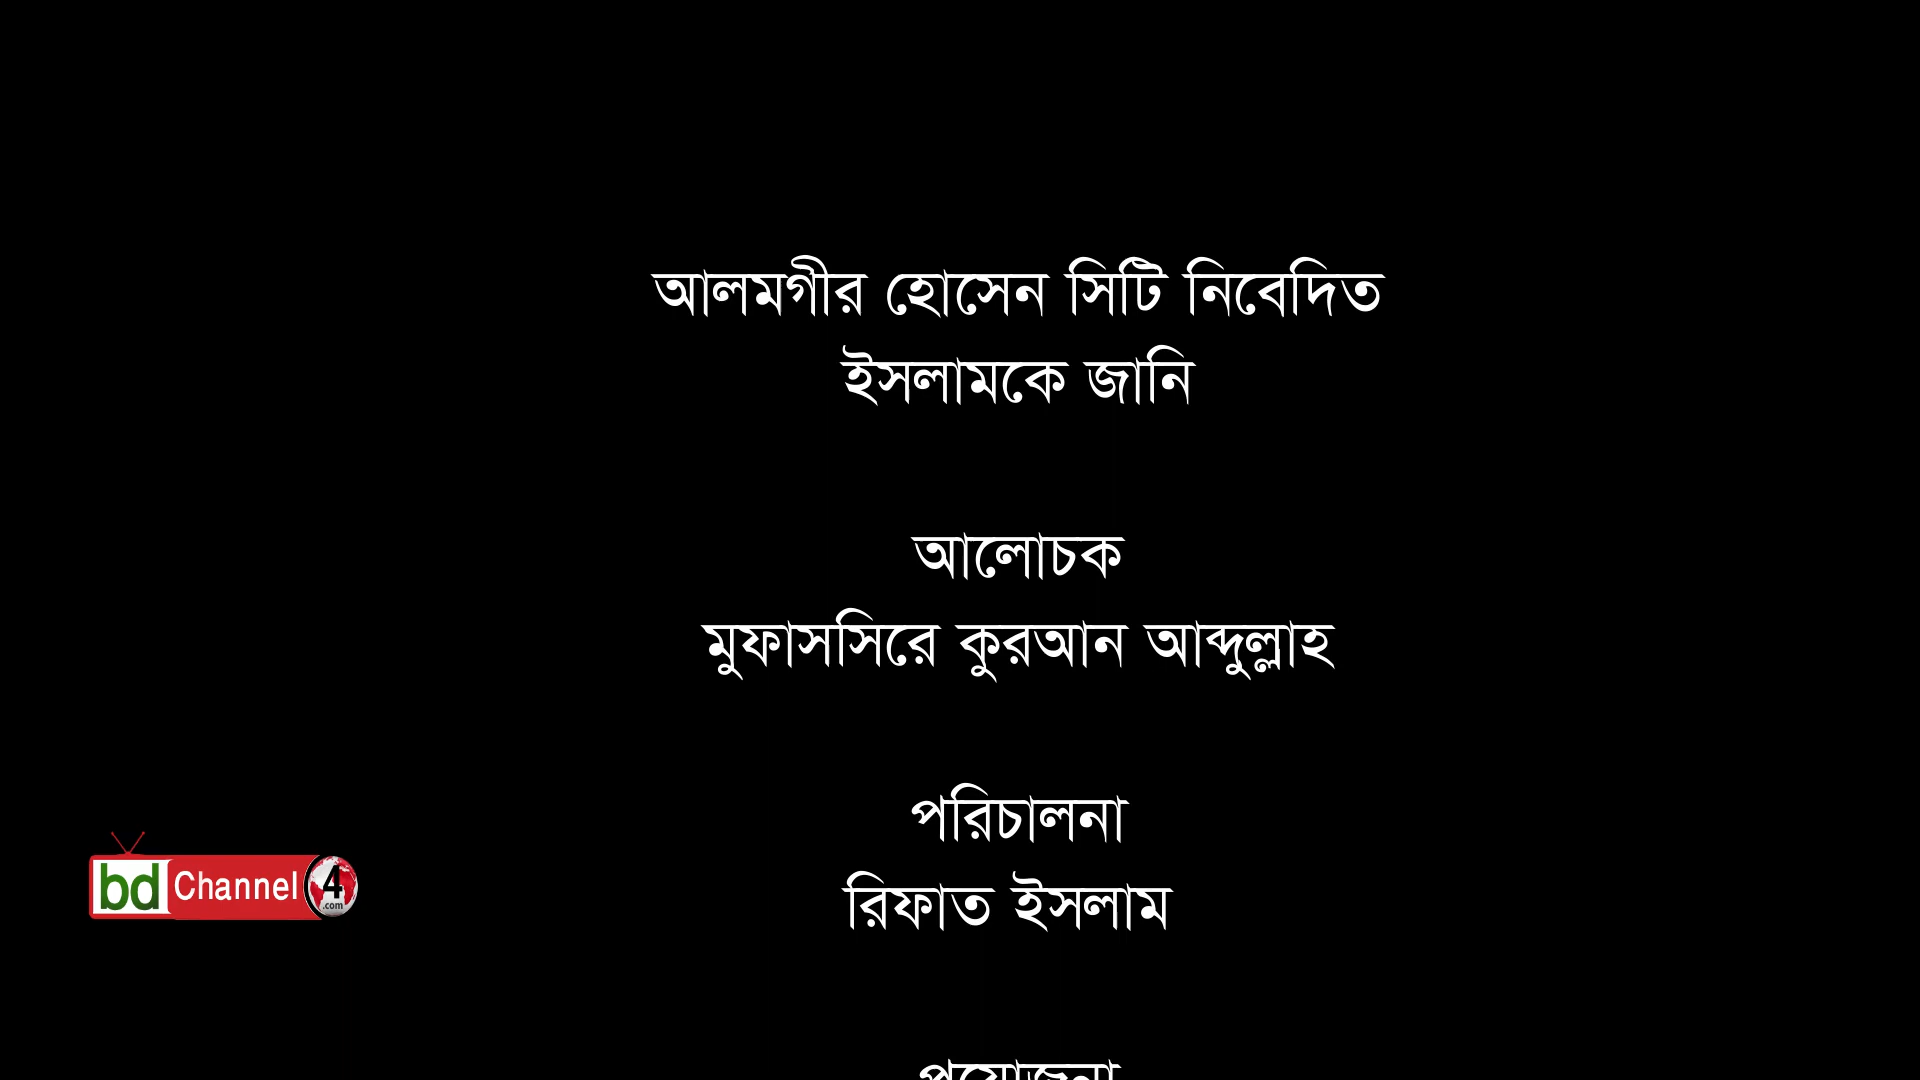 আলমগীর হোসেন সিটি নিবেদিত
ইসলামকে জানি
আলোচক
মুফাসসিরে কুরআন আব্দুল্লাহ
পরিচালনা
রিফাত ইসলাম
bd Channel 4 .com